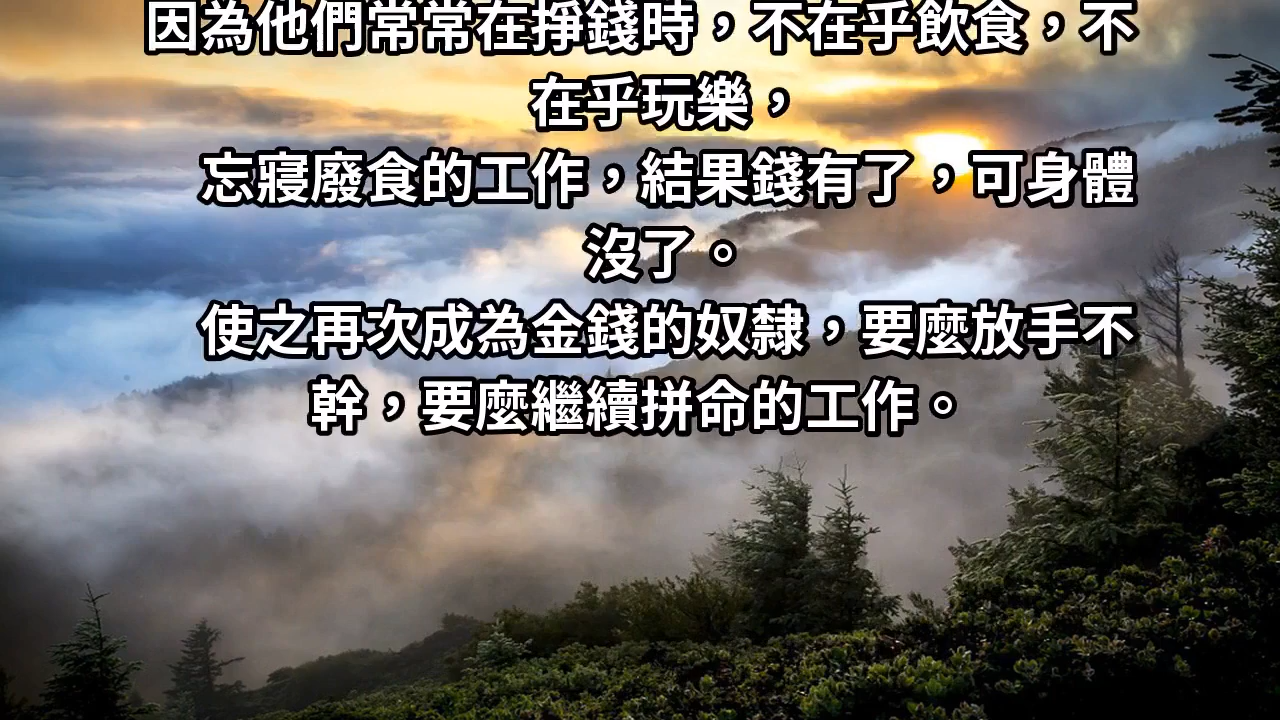 因為他們常常在掙錢時，不在乎飲食，不
在乎玩樂，
忘寢廢食的工作，結果錢有了，可身體
沒了。
使之再次成為金錢的奴隸，要麼放手不
幹，要麼繼續拼命的工作。